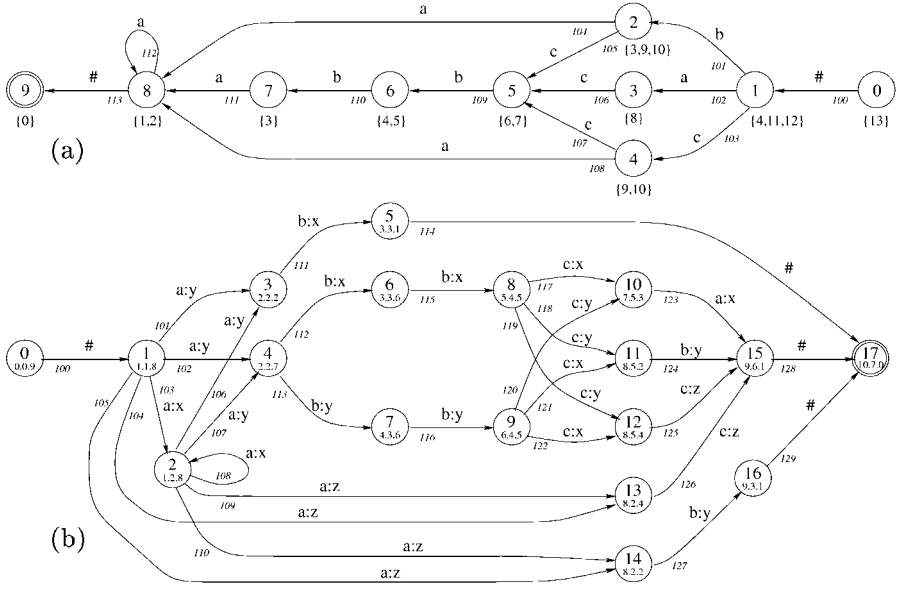 a
2
101
105
{3,9,10}
b
101
a
112
c
#
9
113
8
a
111
7
b
110
6
b
109
5
c
106
3
a
102
1
#
100
0
{0}
{1,2}
{3}
{4,5}
{6,7}
{8}
{4,11,12}
{13}
(a)
c
107
c
103
a
108
4
{9,10}
b:x
5
3.3.1
114
111
#
a:y
3
2.2.2
b:x
6
3.3.6
b:x
115
8
5.4.5
c:x
117
10
7.5.3
123
a:x
101
a:y
112
118
119
c:y
c:y
0
0.0.9
#
100
1
1.1.8
a:y
102
4
2.2.7
c:x
11
8.5.2
b:y
124
15
9.6.1
#
128
17
10.7.0
103
105
104
106
113
120
121
c:y
c:z
a:x
a:y
107
b:y
7
4.3.6
b:y
116
9
6.4.5
c:x
122
12
8.5.4
125
#
2
1.2.8
a:x
108
109
a:z
13
8.2.4
126
c:z
16
9.3.1
129
a:z
b:y
(b)
110
a:z
14
8.2.2
127
a:z